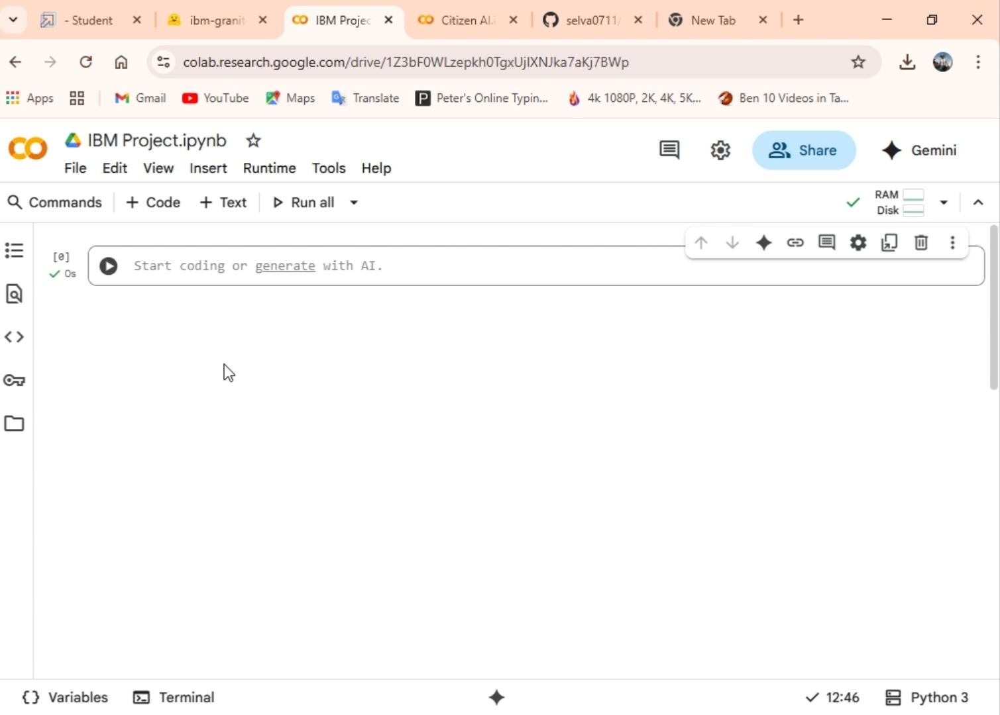 - Student ibm-granit IBM Projec Citizen AI.i selva0711/ New Tab
colab.research.google.com/drive/1Z3bF0WLzepkh0TgxUjlXNJka7aKj7BWp
Apps Gmail YouTube Maps Translate Peter's Online Typin... 4k 1080P, 2K, 4K, 5K... Ben 10 Videos in Ta...
IBM Project.ipynb
File Edit View Insert Runtime Tools Help
Share Gemini
Commands + Code + Text Run all
RAM
Disk
[0]
0s
Start coding or generate with AI.
Variables Terminal 12:46 Python 3